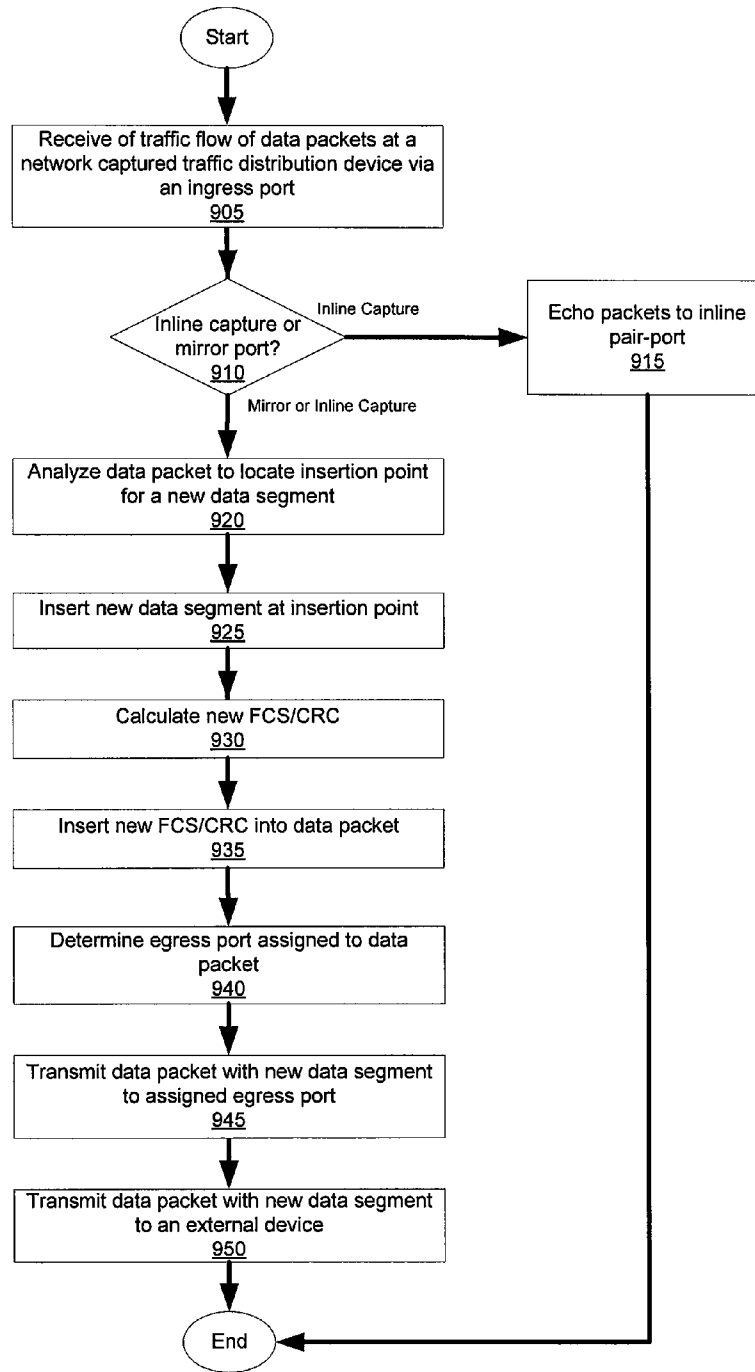 Start
Receive of traffic flow of data packets at a
network captured traffic distribution device via
an ingress port
905
Inline capture or
mirror port?
910
Inline Capture
Echo packets to inline
pair-port
915
Mirror or Inline Capture
Analyze data packet to locate insertion point
for a new data segment
920
Insert new data segment at insertion point
925
Calculate new FCS/CRC
930
Insert new FCS/CRC into data packet
935
Determine egress port assigned to data
packet
940
Transmit data packet with new data segment
to assigned egress port
945
Transmit data packet with new data segment
to an external device
950
End